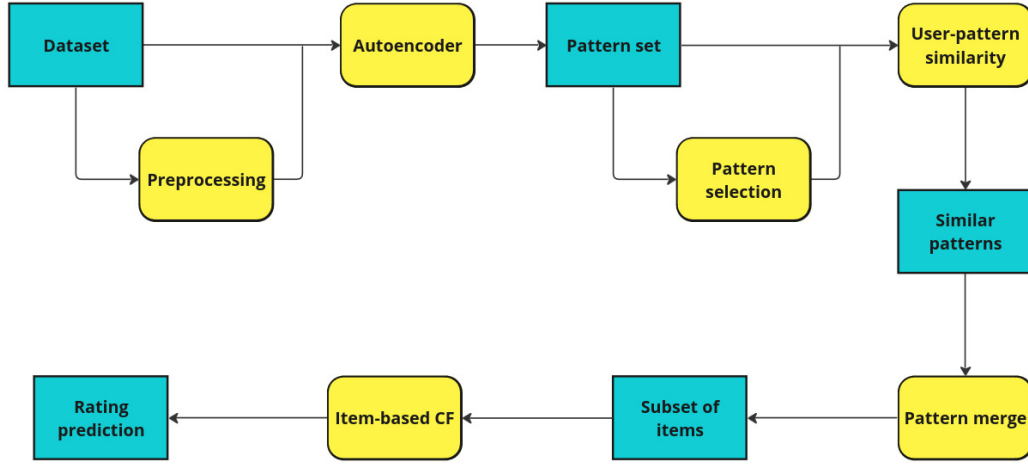 Dataset
Autoencoder
Pattern set
User-pattern
similarity
Preprocessing
Pattern
selection
Similar
patterns
Rating
prediction
Item-based CF
Subset of
items
Pattern merge